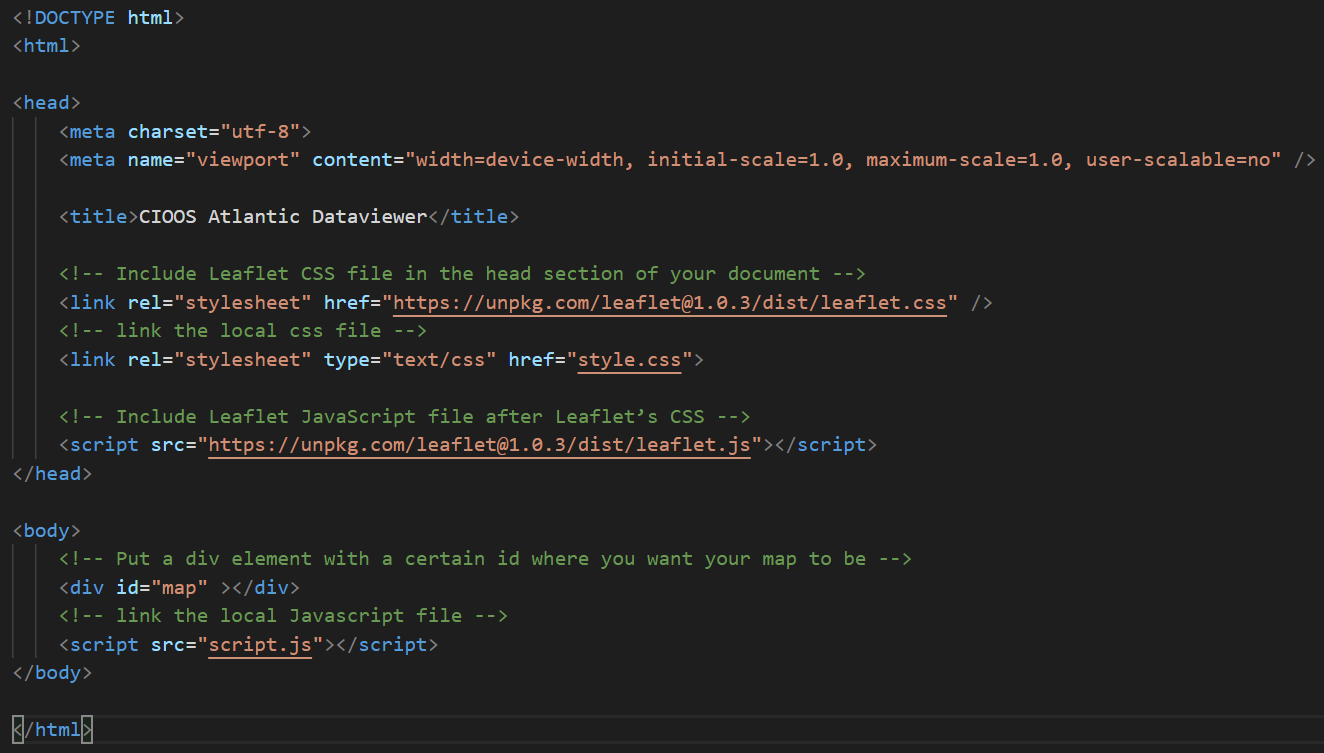 <!DOCTYPE html>
<html>
<head>
<meta charset="utf-8">
<meta name="viewport" content="width=device-width, initial-scale=1.0, maximum-scale=1.0, user-scalable=no" />
<title>CIOOS Atlantic Dataviewer</title>
<!-- Include Leaflet CSS file in the head section of your document -->
<link rel="stylesheet" href="https://unpkg.com/leaflet@1.0.3/dist/leaflet.css" />
<!-- link the local css file -->
<link rel="stylesheet" type="text/css" href="style.css">
<!-- Include Leaflet JavaScript file after Leaflet’s CSS -->
<script src="https://unpkg.com/leaflet@1.0.3/dist/leaflet.js"></script>
</head>
<body>
<!-- Put a div element with a certain id where you want your map to be -->
<div id="map" ></div>
<!-- link the local Javascript file -->
<script src="script.js"></script>
</body>
</html>